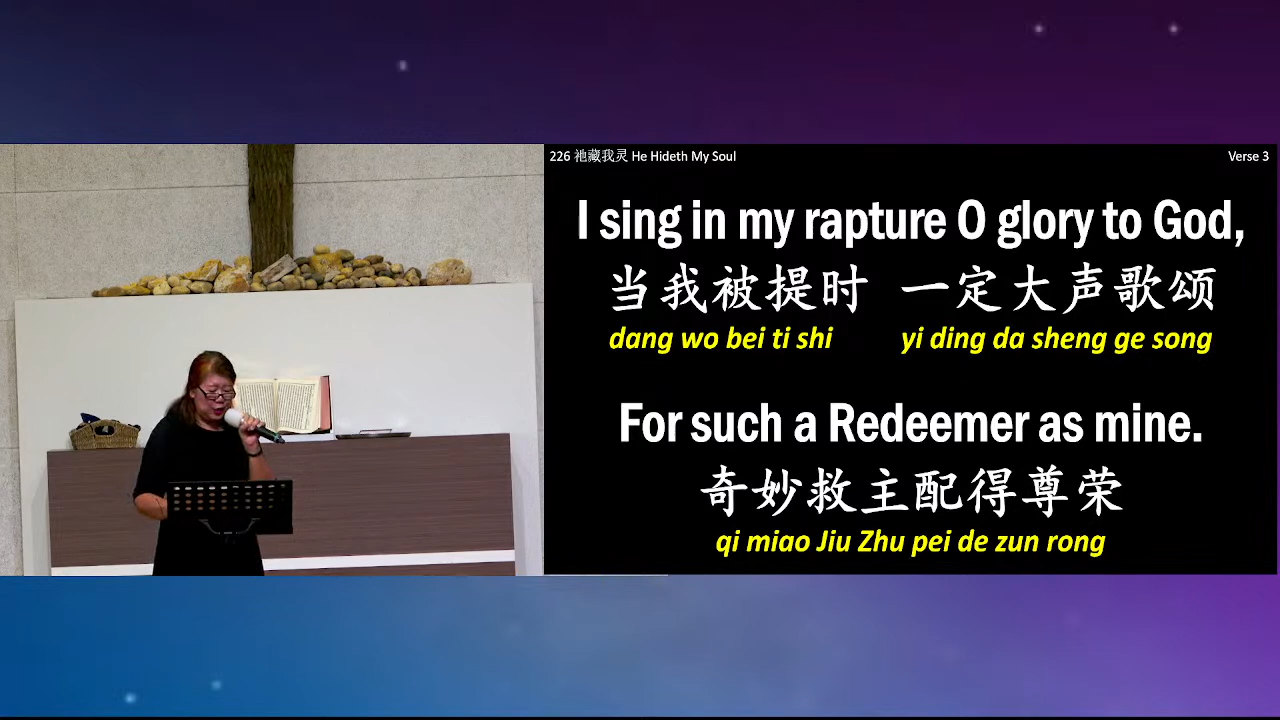 226 祂藏我灵 He Hideth My Soul
Verse 3
I sing in my rapture O glory to God,
当我被提时 一定大声歌颂
dang wo bei ti shi yi ding da sheng ge song
For such a Redeemer as mine.
奇妙救主配得尊荣
qi miao Jiu Zhu pei de zun rong